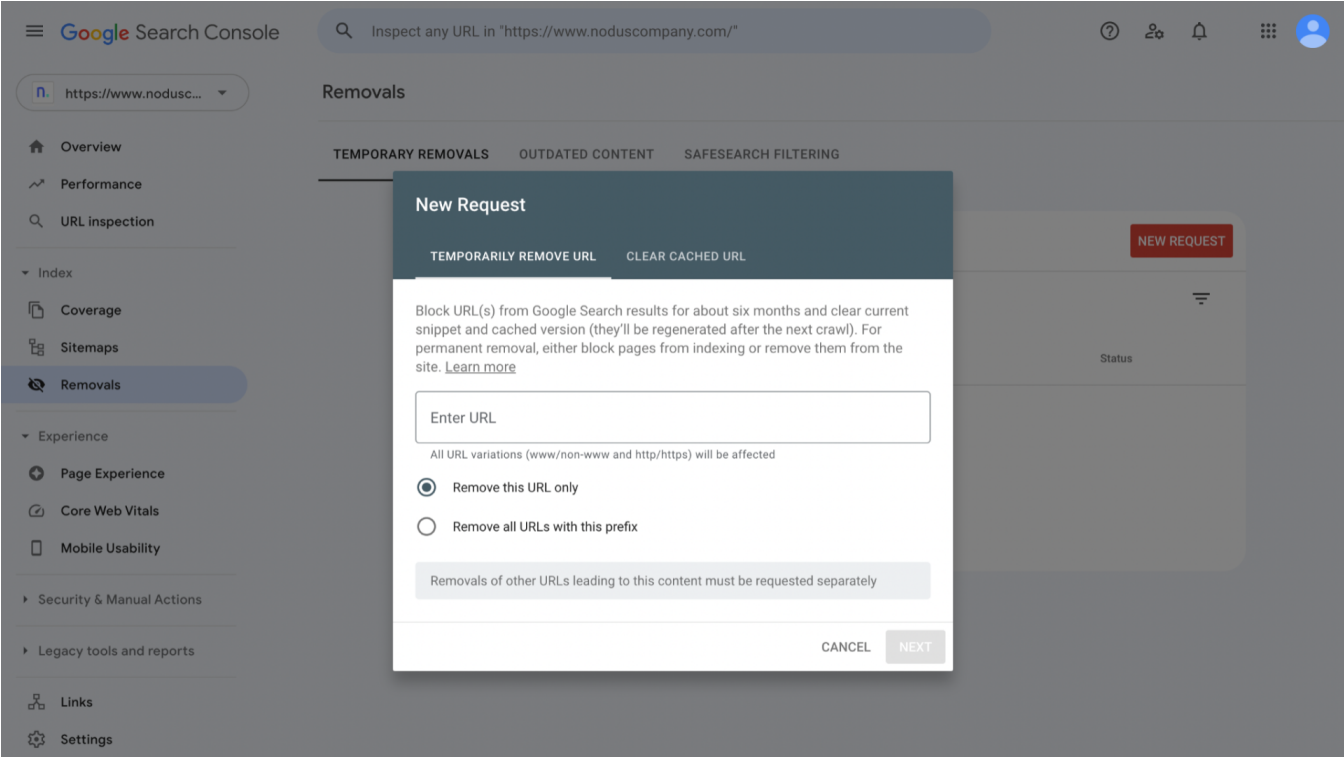 Google Search Console
Inspect any URL in "https://www.noduscompany.com/"
n.
https://www.nodusc...
Removals
Overview
Performance
URL inspection
Index
Coverage
Sitemaps
Removals
Experience
Page Experience
Core Web Vitals
Mobile Usability
Security & Manual Actions
Legacy tools and reports
Links
Settings
TEMPORARY REMOVALS
OUTDATED CONTENT
SAFESEARCH FILTERING
NEW REQUEST
Status
New Request
TEMPORARILY REMOVE URL
CLEAR CACHED URL
Block URL(s) from Google Search results for about six months and clear current
snippet and cached version (they'll be regenerated after the next crawl). For
permanent removal, either block pages from indexing or remove them from the
site. Learn more
Enter URL
All URL variations (www/non-www and http/https) will be affected
Remove this URL only
Remove all URLs with this prefix
Removals of other URLs leading to this content must be requested separately
CANCEL
NEXT